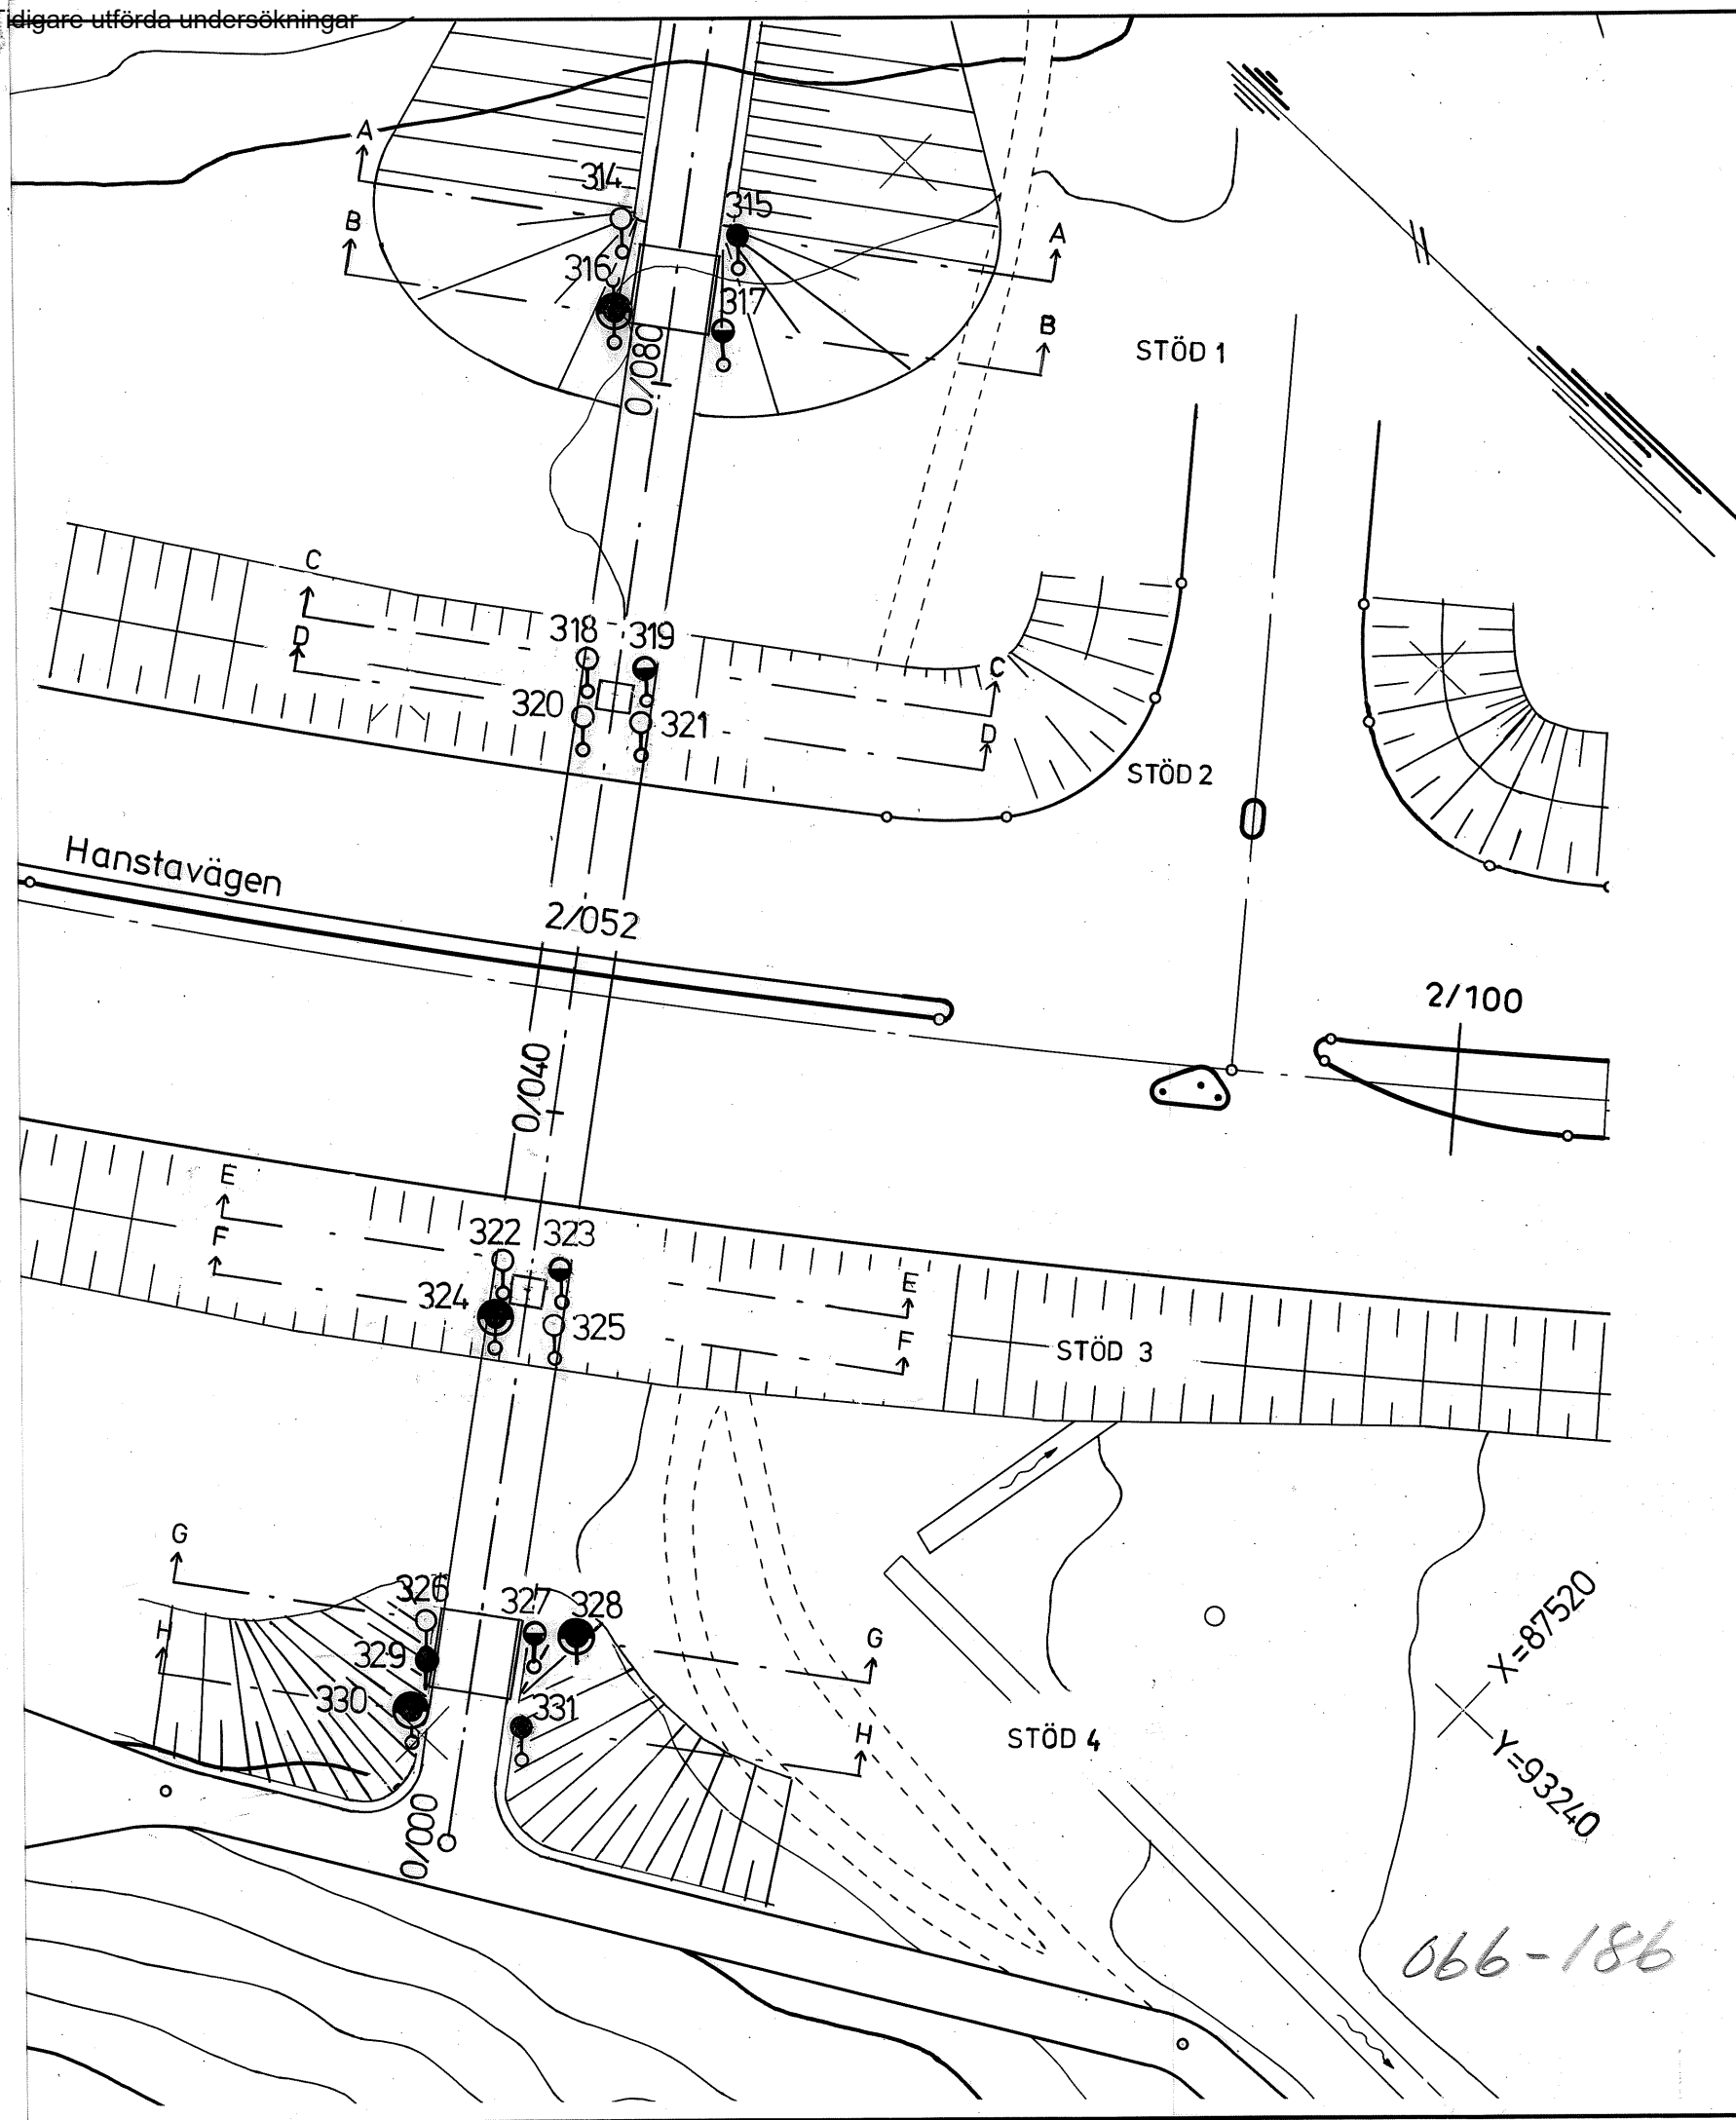 Tidigare utförda undersökningar
A
314
315
B
A
316
317
B
STÖD 1
0/080
C
318
319
D
C
320
321
D
STÖD 2
Hanstavägen
2/052
2/100
0/040
E
322
323
F
E
324
325
F
STÖD 3
G
326
327
328
X=87520
H
329
G
330
331
H
STÖD 4
Y=93240
0/000
066-186